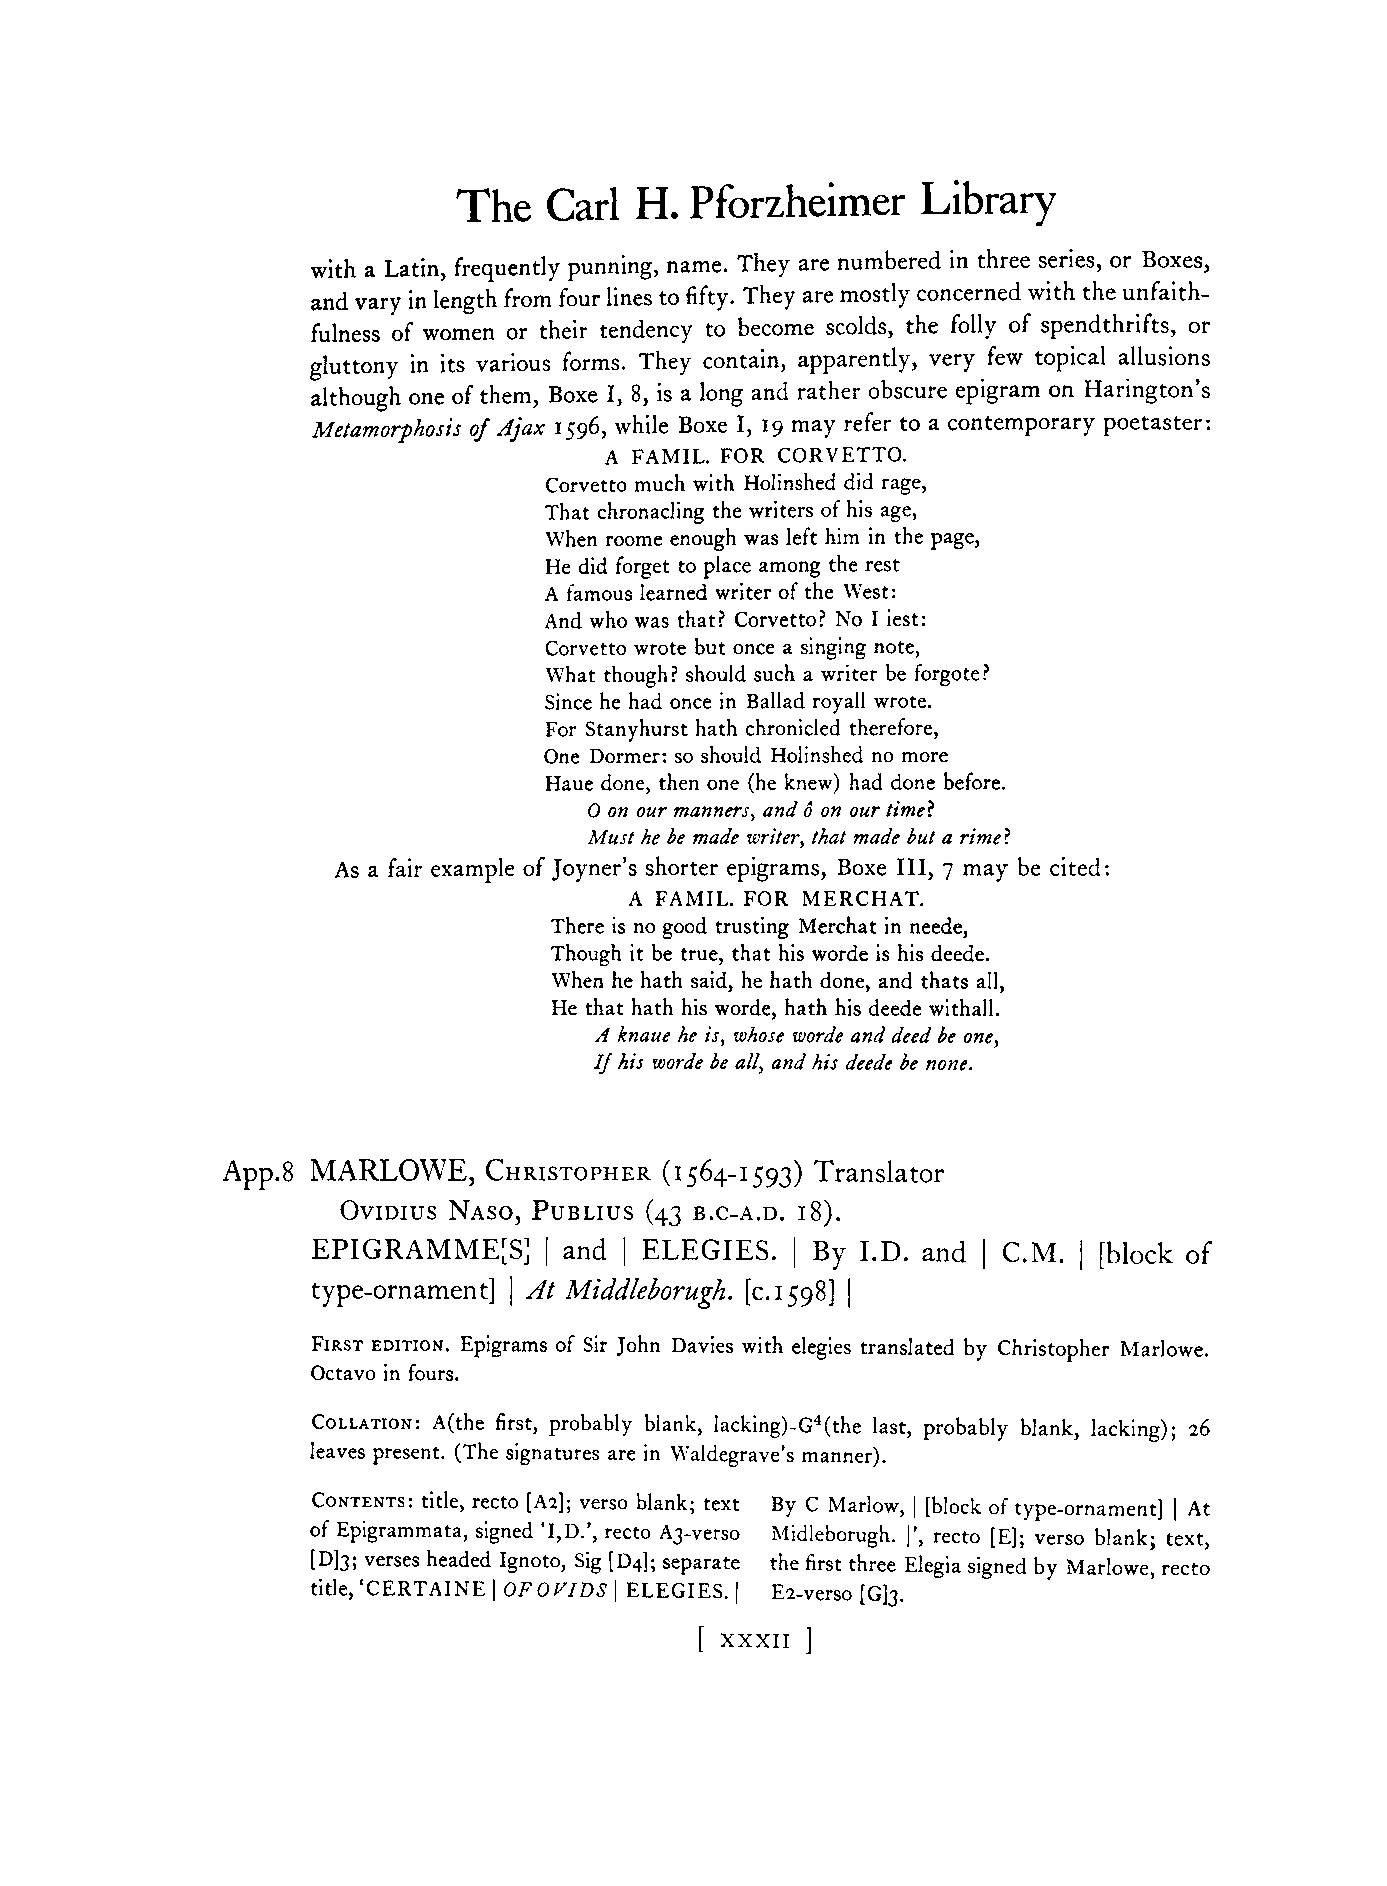 The Carl H. Pforzheimer Library
with a Latin, frequently punning, name. They are numbered in three series, or Boxes,
and vary in length from four lines to fifty. They are mostly concerned with the unfaith-
fulness of women or their tendency to become scolds, the folly of spendthrifts, or
gluttony in its various forms. They contain, apparently, very few topical allusions
although one of them, Boxe I, 8, is a long and rather obscure epigram on Harington's
Metamorphosis of Ajax 1596, while Boxe I, 19 may refer to a contemporary poetaster:
A FAMIL. FOR CORVETTO.
Corvetto much with Holinshed did rage,
That chronacling the writers of his age,
When roome enough was left him in the page,
He did forget to place among the rest
A famous learned writer of the West:
And who was that? Corvetto? No I iest:
Corvetto wrote but once a singing note,
What though? should such a writer be forgote?
Since he had once in Ballad royall wrote.
For Stanyhurst hath chronicled therefore,
One Dormer: so should Holinshed no more
Haue done, then one (he knew) had done before.
O on our manners, and ô on our time?
Must he be made writer, that made but a rime?
As a fair example of Joyner's shorter epigrams, Boxe III, 7 may be cited:
A FAMIL. FOR MERCHAT.
There is no good trusting Merchat in neede,
Though it be true, that his worde is his deede.
When he hath said, he hath done, and thats all,
He that hath his worde, hath his deede withall.
A knaue he is, whose worde and deed be one,
If his worde be all, and his deede be none.
App.8 MARLOWE, CHRISTOPHER (1564-1593) Translator
OVIDIUS NASO, PUBLIUS (43 B.C-A.D. 18).
EPIGRAMME[S] | and | ELEGIES. | By I.D. and | C.M. | [block of
type-ornament] | At Middleborugh. [c.1598] |
FIRST EDITION. Epigrams of Sir John Davies with elegies translated by Christopher Marlowe.
Octavo in fours.
COLLATION: A(the first, probably blank, lacking)-G⁴(the last, probably blank, lacking); 26
leaves present. (The signatures are in Waldegrave's manner).
CONTENTS: title, recto [A2]; verso blank; text
of Epigrammata, signed 'I,D.', recto A3-verso
[D]3; verses headed Ignoto, Sig [D4]; separate
title, 'CERTAINE | OF OVIDS | ELEGIES. |
By C Marlow, | [block of type-ornament] | At
Midleborugh. |', recto [E]; verso blank; text,
the first three Elegia signed by Marlowe, recto
E2-verso [G]3.
[ XXXII ]